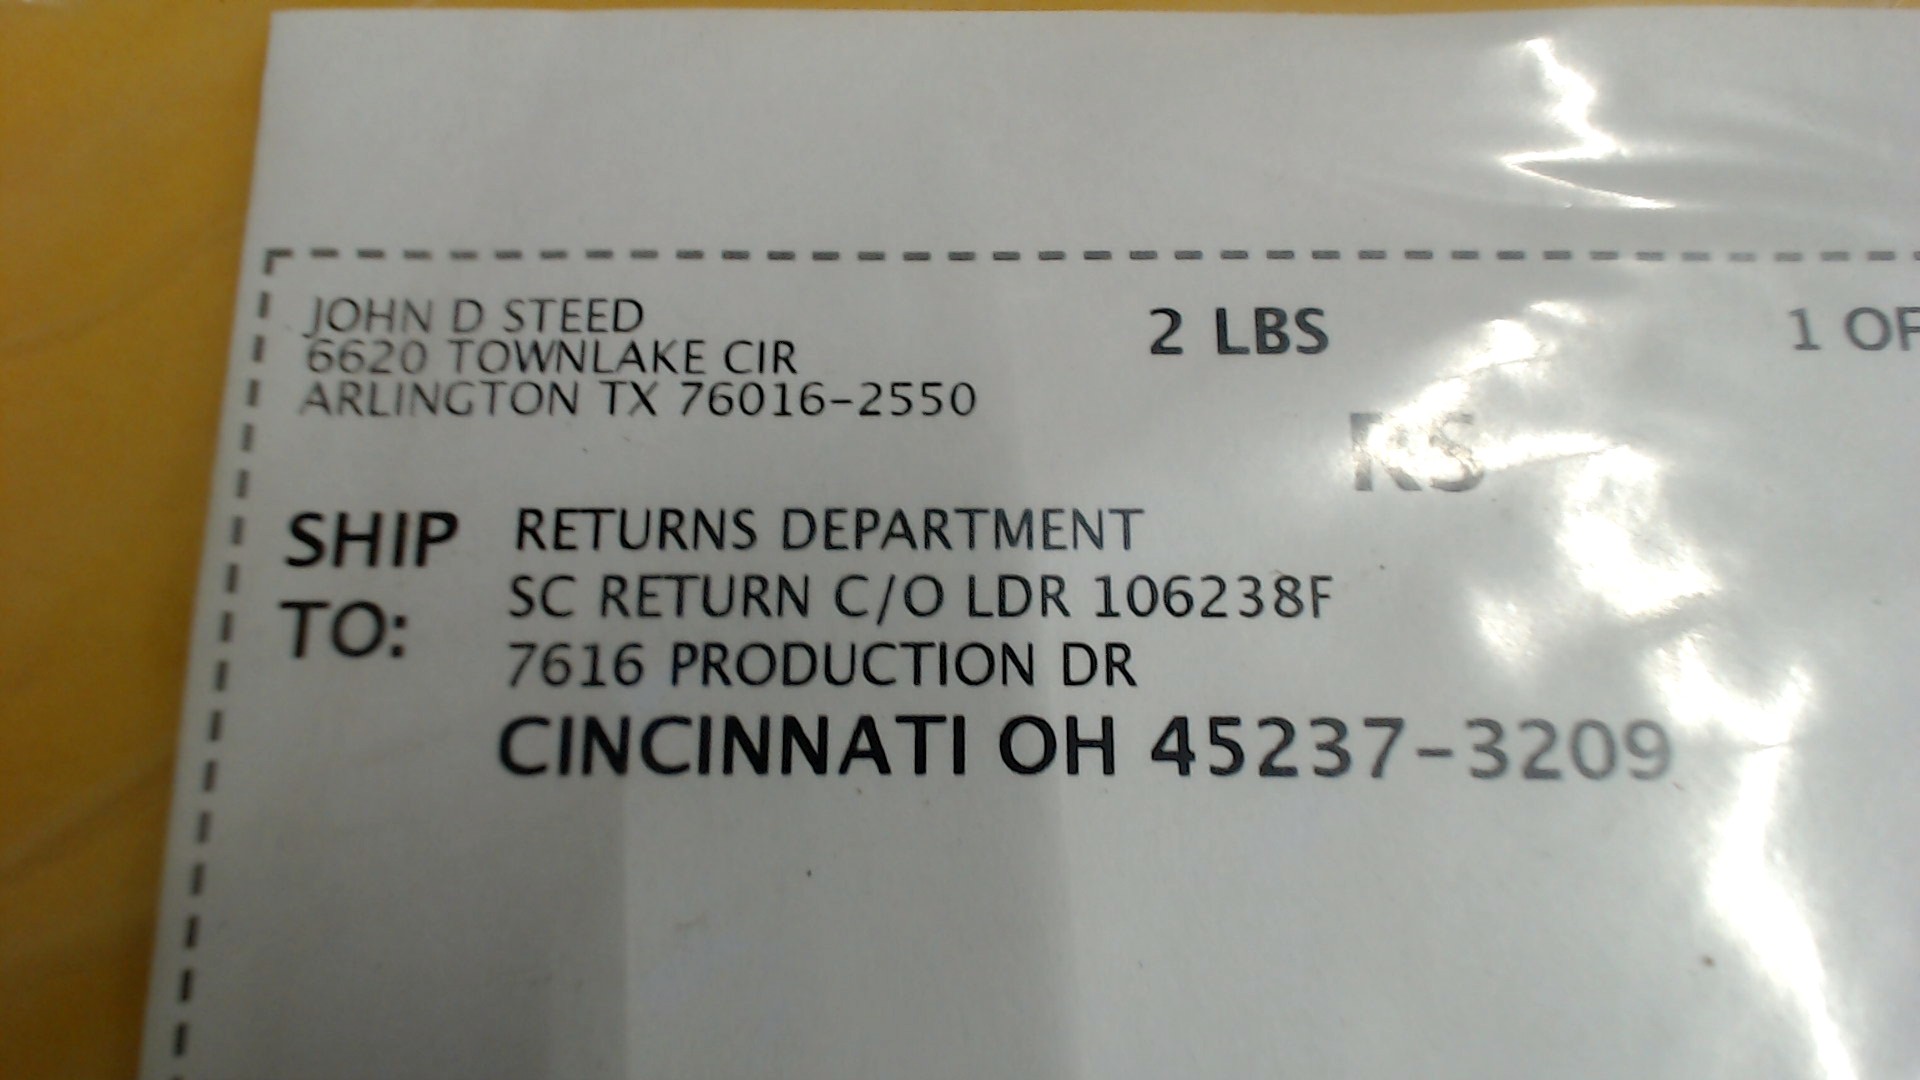 JOHN D STEED
6620 TOWNLAKE CIR
ARLINGTON TX 76016-2550
2 LBS
1 OF
RS
SHIP TO:
RETURNS DEPARTMENT
SC RETURN C/O LDR 106238F
7616 PRODUCTION DR
CINCINNATI OH 45237-3209